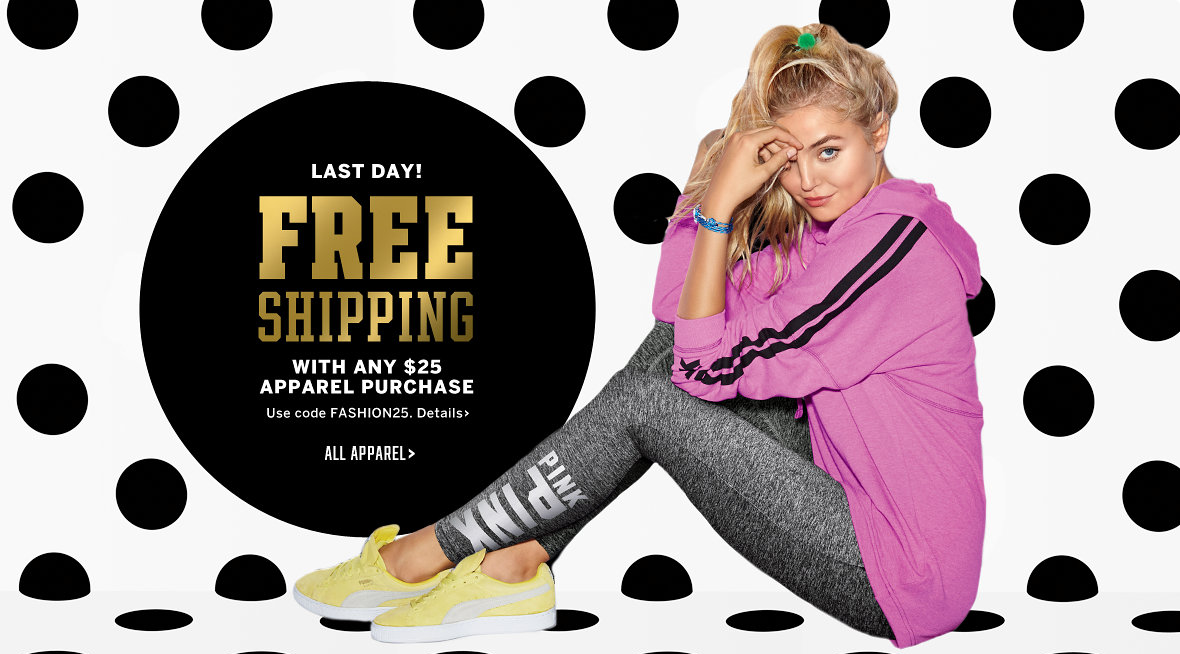 LAST DAY!
FREE
SHIPPING
WITH ANY $25
APPAREL PURCHASE
Use code FASHION25. Details>
ALL APPAREL>
PINK
PINK